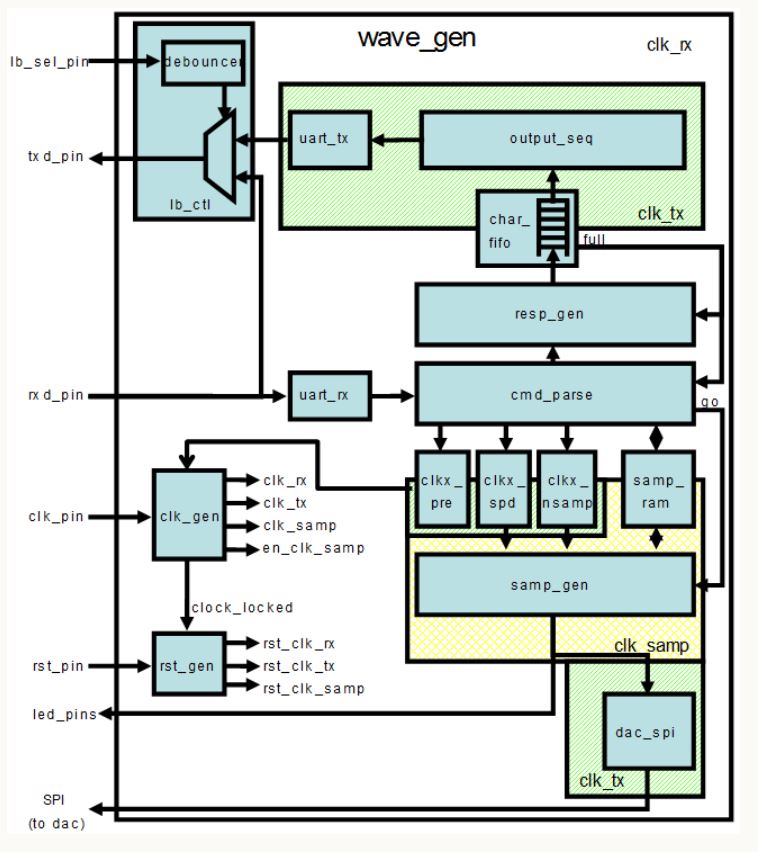 wave_gen
clk_rx
lb_sel_pin
debouncer
tx d_pin
uart_tx
output_seq
lb_ctl
char_
fifo
clk_tx
full
resp_gen
rx d_pin
uart_rx
cmd_parse
go
clkx_
pre
clkx_
spd
clkx_
nsamp
samp_
ram
clk_pin
clk_gen
clk_rx
clk_tx
clk_samp
en_clk_samp
samp_gen
clock_locked
rst_pin
rst_gen
rst_clk_rx
rst_clk_tx
rst_clk_samp
clk_samp
led_pins
dac_spi
clk_tx
SPI
(to dac)